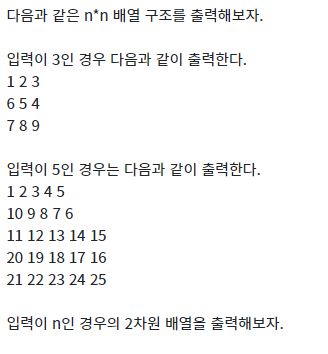 다음과 같은 n*n 배열 구조를 출력해보자.
입력이 3인 경우 다음과 같이 출력한다.
1 2 3
6 5 4
7 8 9
입력이 5인 경우는 다음과 같이 출력한다.
1 2 3 4 5
10 9 8 7 6
11 12 13 14 15
20 19 18 17 16
21 22 23 24 25
입력이 n인 경우의 2차원 배열을 출력해보자.